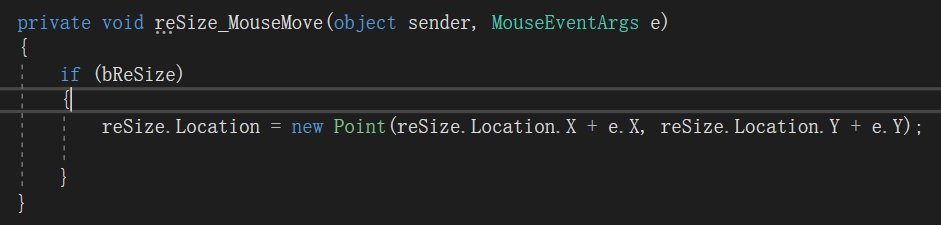 private void reSize_MouseMove(object sender, MouseEventArgs e)
{
if (bReSize)
{
reSize.Location = new Point(reSize.Location.X + e.X, reSize.Location.Y + e.Y);
}
}